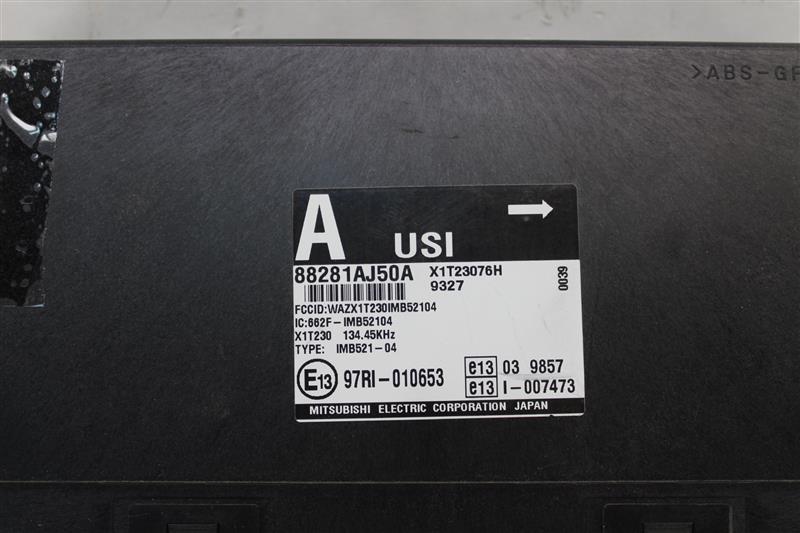 >ABS-GF
A
USI
88281AJ50A X1T23076H
9327
0039
FCCID:WAZX1T230IMB52104
IC:662F-IMB52104
X1T230 134.45KHz
TYPE: IMB521-04
E13 97RI-010653
e13 03 9857
e13 I-007473
MITSUBISHI ELECTRIC CORPORATION JAPAN